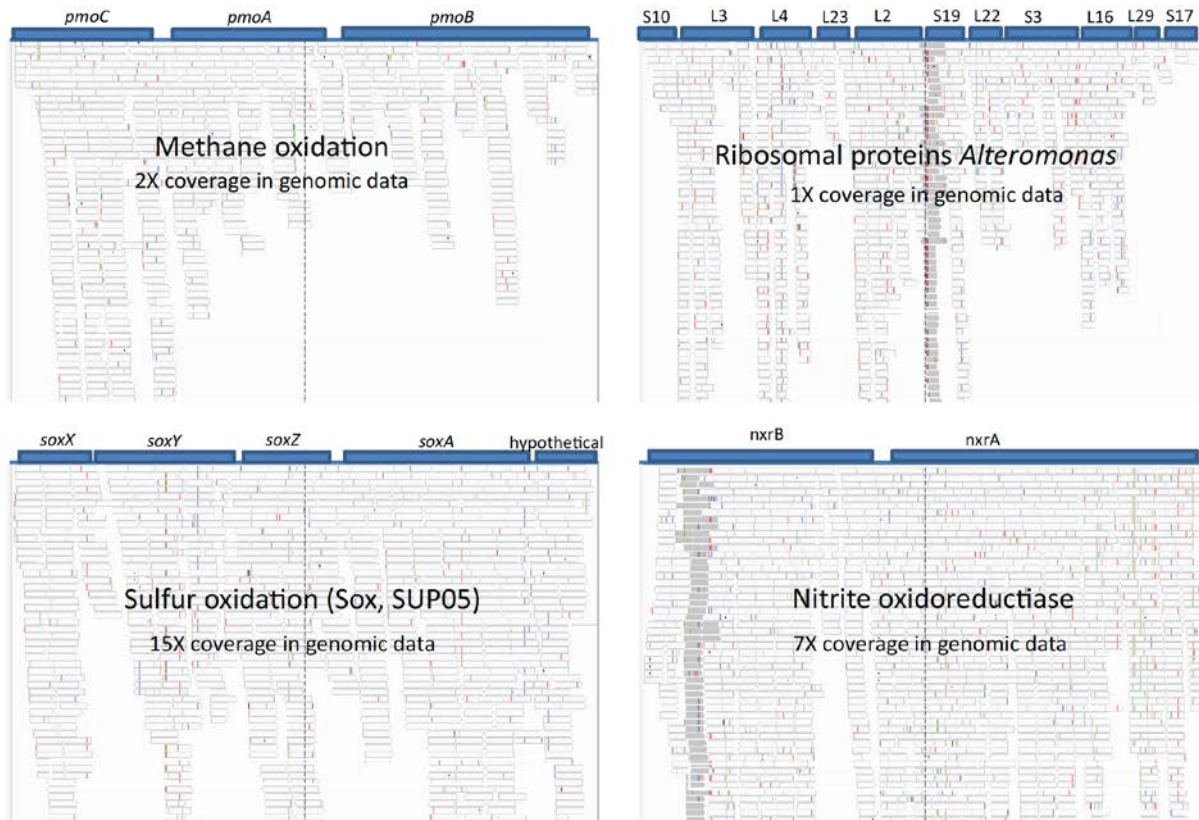 pmoC pmoA pmoB
Methane oxidation
2X coverage in genomic data
S10 L3 L4 L23 L2 S19 L22 S3 L16 L29 S17
Ribosomal proteins Alteromonas
1X coverage in genomic data
soxX soxY soxZ soxA hypothetical
Sulfur oxidation (Sox, SUP05)
15X coverage in genomic data
nxrB nxrA
Nitrite oxidoreductiase
7X coverage in genomic data